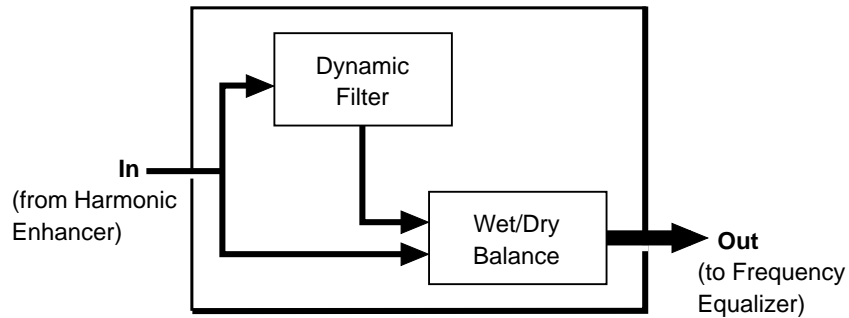 Dynamic
Filter
In
(from Harmonic
Enhancer)
Wet/Dry
Balance
Out
(to Frequency
Equalizer)